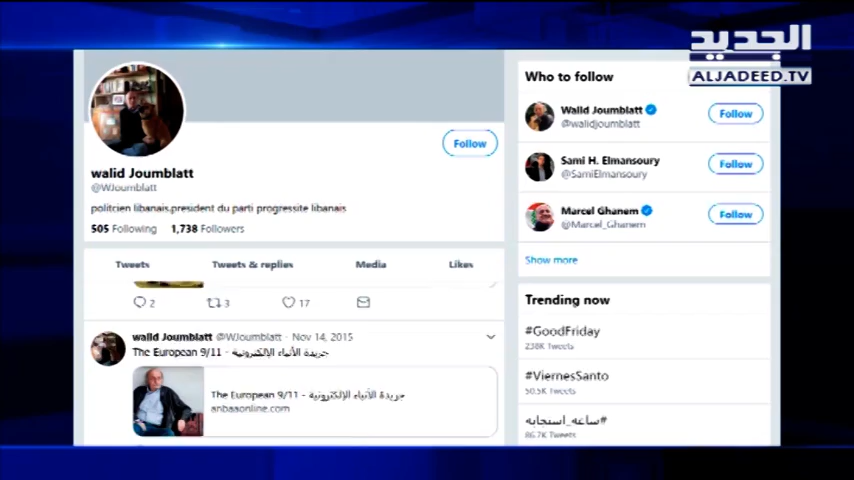 الجديد
ALJADEED.TV
walid Joumblatt
@WJoumblatt
Follow
politcien libanais.president du parti progressite libanais
505 Following 1,738 Followers
Tweets Tweets & replies Media Likes
2 3 17
walid Joumblatt @WJoumblatt · Nov 14, 2015
The European 9/11 - جريدة الأنباء الإلكترونية
The European 9/11 - جريدة الأنباء الإلكترونية
anbaaonline.com
Who to follow
Walid Joumblatt
@walidjoumblatt
Follow
Sami H. Elmansoury
@SamiElmansoury
Follow
Marcel Ghanem
@Marcel_Ghanem
Follow
Show more
Trending now
#GoodFriday
238K Tweets
#ViernesSanto
50.5K Tweets
#ساعه_استجابه
86.7K Tweets